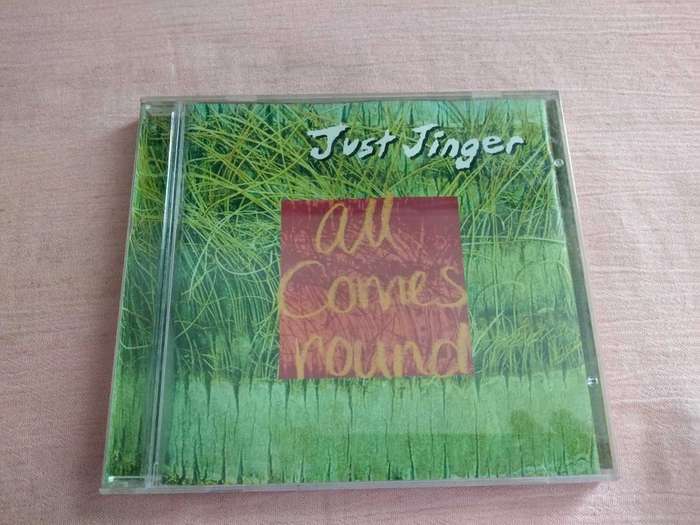 Just Jinger
all
Comes
round